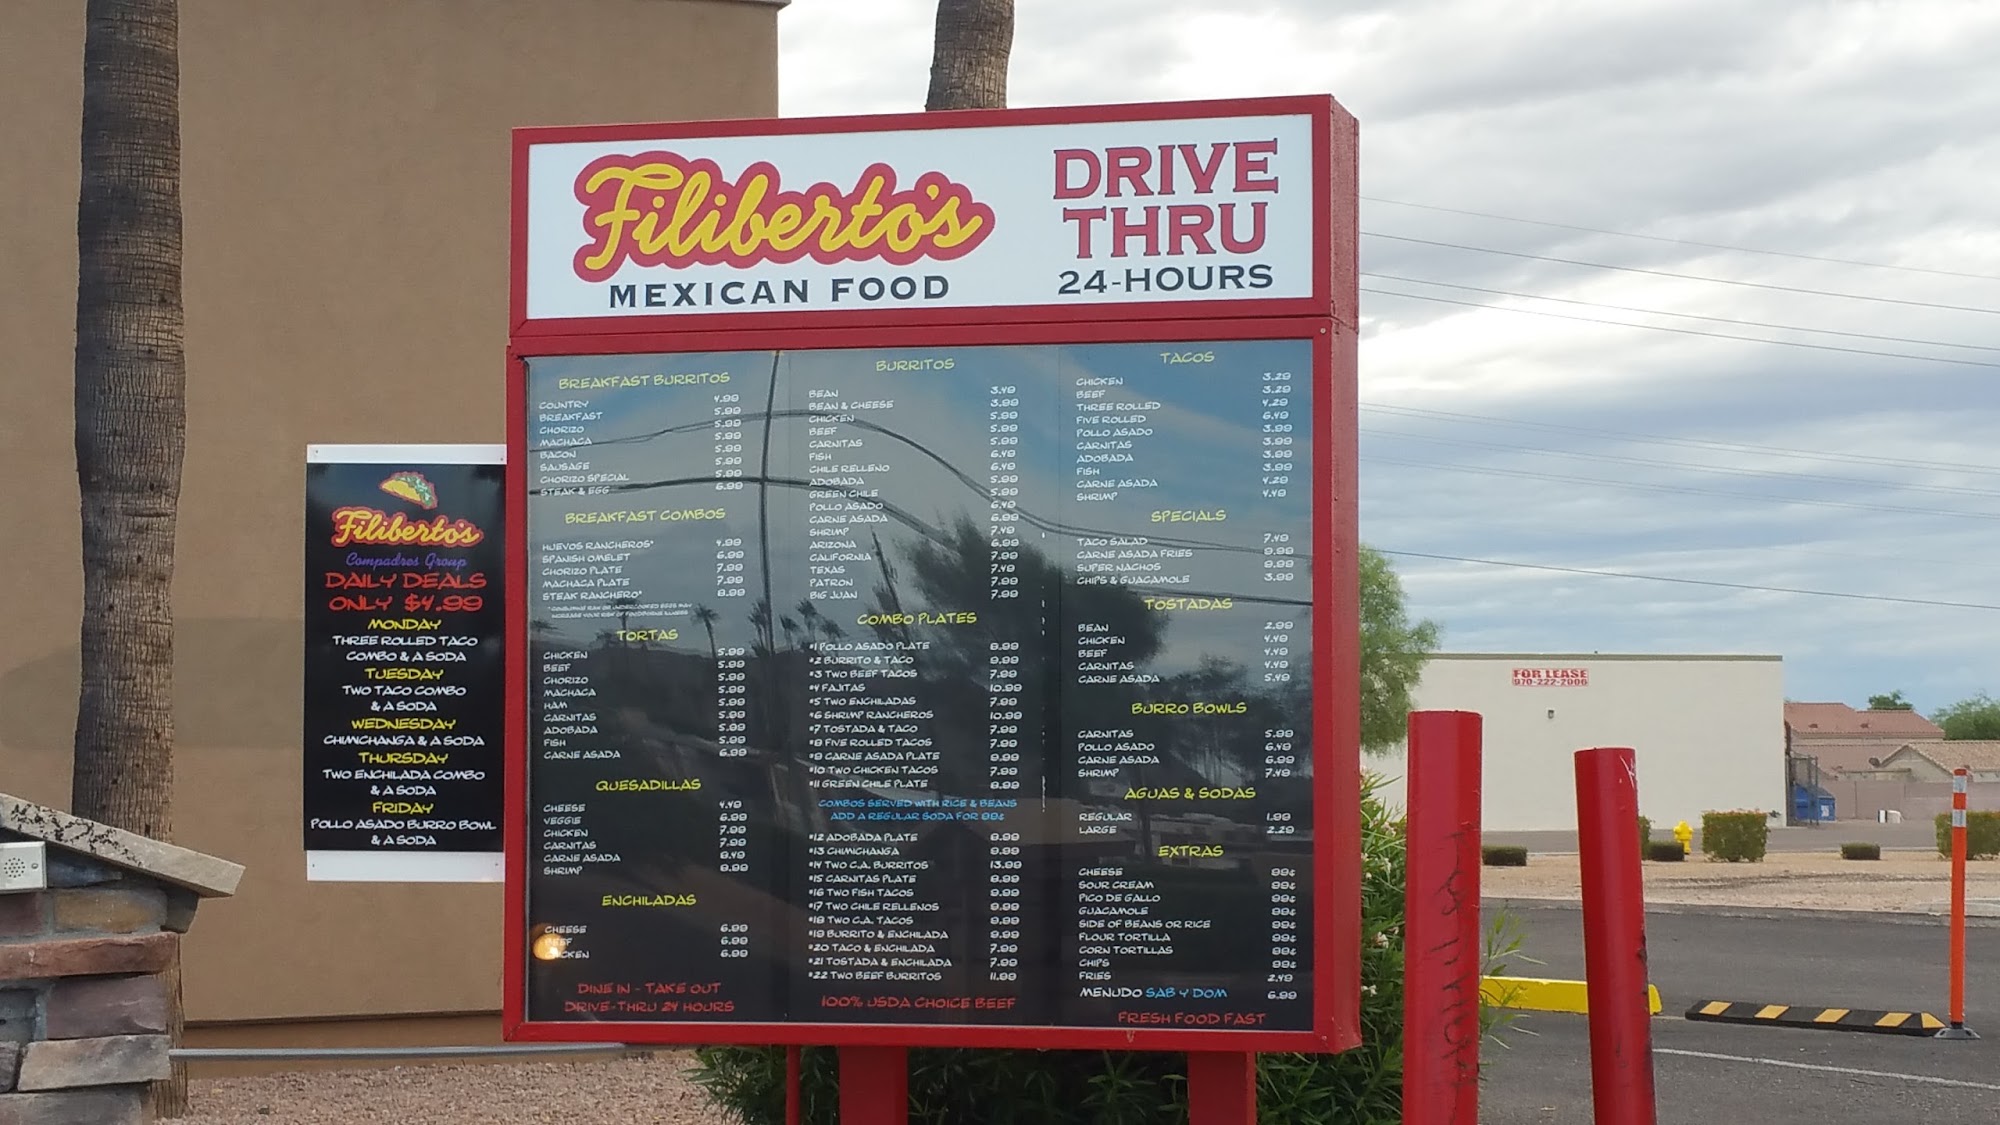 Filiberto's
MEXICAN FOOD
DRIVE
THRU
24-HOURS
BREAKFAST BURRITOS
COUNTRY 4.99
BREAKFAST 5.99
CHORIZO 5.99
MACHACA 5.99
BACON 5.99
SAUSAGE 5.99
CHORIZO SPECIAL 5.99
STEAK & EGG 6.99
BREAKFAST COMBOS
HUEVOS RANCHEROS* 4.99
SPANISH OMELET 6.99
CHORIZO PLATE 7.99
MACHACA PLATE 7.99
STEAK RANCHERO* 8.99
* CONSUMING RAW OR UNDERCOOKED EGGS MAY
INCREASE YOUR RISK OF FOODBORNE ILLNESS
TORTAS
CHICKEN 5.99
BEEF 5.99
CHORIZO 5.99
MACHACA 5.99
HAM 5.99
CARNITAS 5.99
ADOBADA 5.99
FISH 5.99
CARNE ASADA 6.99
QUESADILLAS
CHEESE 4.49
VEGGIE 6.99
CHICKEN 7.99
CARNITAS 7.99
CARNE ASADA 8.49
SHRIMP 8.99
ENCHILADAS
CHEESE 6.99
BEEF 6.99
CHICKEN 6.99
DINE IN - TAKE OUT
DRIVE-THRU 24 HOURS
BURRITOS
BEAN 3.49
BEAN & CHEESE 3.99
CHICKEN 5.99
BEEF 5.99
CARNITAS 5.99
FISH 6.49
CHILE RELLENO 6.49
ADOBADA 5.99
GREEN CHILE 5.99
POLLO ASADO 6.49
CARNE ASADA 6.99
SHRIMP 7.49
ARIZONA 6.99
CALIFORNIA 7.99
TEXAS 7.49
PATRON 7.99
BIG JUAN 7.99
COMBO PLATES
#1 POLLO ASADO PLATE 8.99
#2 BURRITO & TACO 9.99
#3 TWO BEEF TACOS 7.99
#4 FAJITAS 10.99
#5 TWO ENCHILADAS 7.99
#6 SHRIMP RANCHEROS 10.99
#7 TOSTADA & TACO 7.99
#8 FIVE ROLLED TACOS 7.99
#9 CARNE ASADA PLATE 9.99
#10 TWO CHICKEN TACOS 7.99
#11 GREEN CHILE PLATE 8.99
COMBOS SERVED WITH RICE & BEANS
ADD A REGULAR SODA FOR 99¢
#12 ADOBADA PLATE 8.99
#13 CHIMICHANGA 9.99
#14 TWO C.A. BURRITOS 13.99
#15 CARNITAS PLATE 8.99
#16 TWO FISH TACOS 9.99
#17 TWO CHILE RELLENOS 9.99
#18 TWO C.A. TACOS 9.99
#19 BURRITO & ENCHILADA 9.99
#20 TACO & ENCHILADA 7.99
#21 TOSTADA & ENCHILADA 7.99
#22 TWO BEEF BURRITOS 11.99
100% USDA CHOICE BEEF
TACOS
CHICKEN 3.29
BEEF 3.29
THREE ROLLED 4.29
FIVE ROLLED 6.49
POLLO ASADO 3.99
CARNITAS 3.99
ADOBADA 3.99
FISH 3.99
CARNE ASADA 4.29
SHRIMP 4.49
SPECIALS
TACO SALAD 7.49
CARNE ASADA FRIES 9.99
SUPER NACHOS 8.99
CHIPS & GUACAMOLE 3.99
TOSTADAS
BEAN 2.99
CHICKEN 4.49
BEEF 4.49
CARNITAS 4.49
CARNE ASADA 5.49
BURRO BOWLS
CARNITAS 5.99
POLLO ASADO 6.49
CARNE ASADA 6.99
SHRIMP 7.49
AGUAS & SODAS
REGULAR 1.99
LARGE 2.29
EXTRAS
CHEESE 99¢
SOUR CREAM 99¢
PICO DE GALLO 99¢
GUACAMOLE 99¢
SIDE OF BEANS OR RICE 99¢
FLOUR TORTILLA 99¢
CORN TORTILLAS 99¢
CHIPS 99¢
FRIES 2.49
MENUDO SAB Y DOM 6.99
FRESH FOOD FAST
Filiberto's
Compadres Group
DAILY DEALS
ONLY $4.99
MONDAY
THREE ROLLED TACO
COMBO & A SODA
TUESDAY
TWO TACO COMBO
& A SODA
WEDNESDAY
CHIMICHANGA & A SODA
THURSDAY
TWO ENCHILADA COMBO
& A SODA
FRIDAY
POLLO ASADO BURRO BOWL
& A SODA
FOR LEASE
970-222-2006